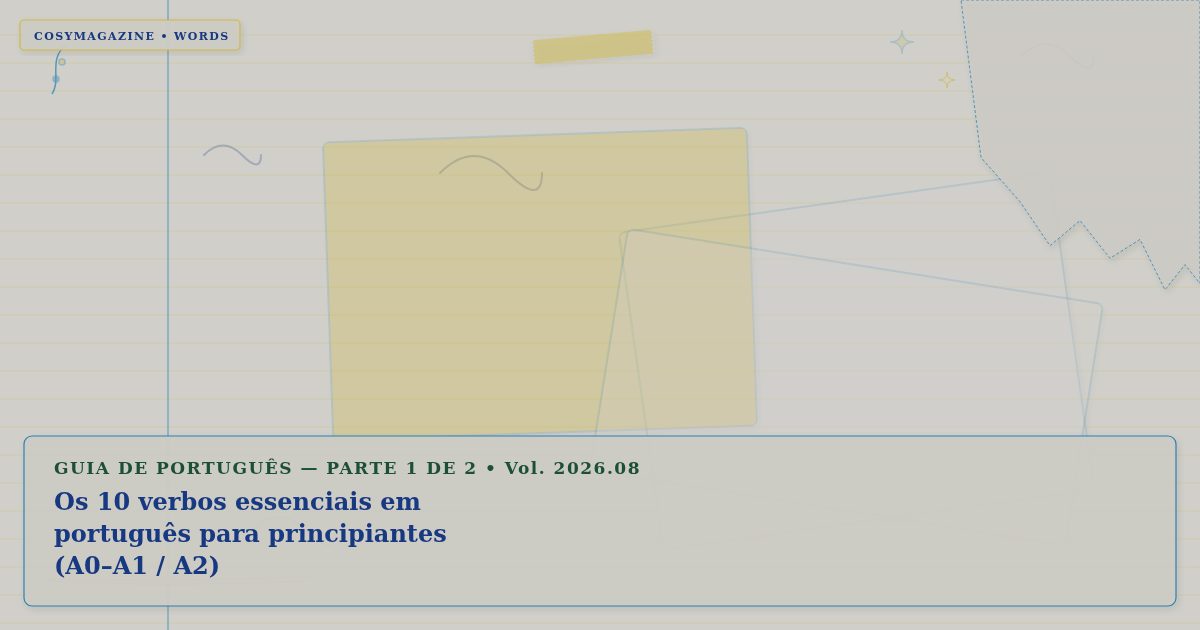 COSYMAGAZINE • WORDS
GUIA DE PORTUGUÊS — PARTE 1 DE 2 • Vol. 2026.08
Os 10 verbos essenciais em
português para principiantes
(A0–A1 / A2)